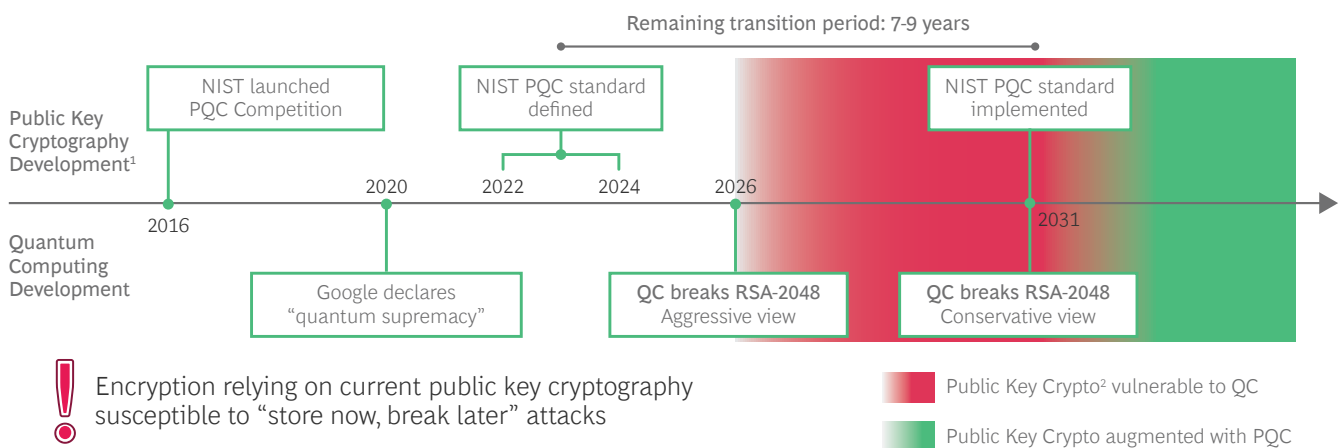 Remaining transition period: 7-9 years
NIST launched
PQC Competition
NIST PQC standard
defined
NIST PQC standard
implemented
Public Key
Cryptography
Development¹
2020
2022
2024
2026
2016
2031
Quantum
Computing
Development
Google declares
“quantum supremacy”
QC breaks RSA-2048
Aggressive view
QC breaks RSA-2048
Conservative view
Encryption relying on current public key cryptography
susceptible to “store now, break later” attacks
Public Key Crypto² vulnerable to QC
Public Key Crypto augmented with PQC